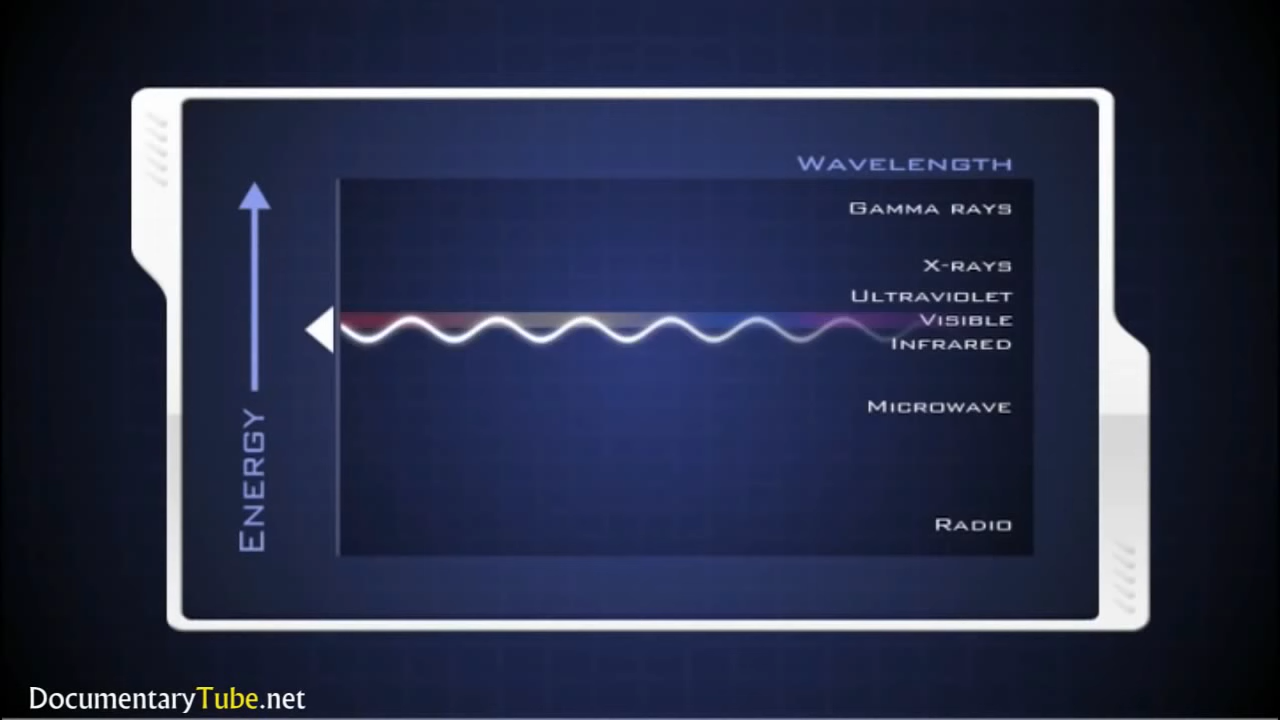 WAVELENGTH
GAMMA RAYS
X-RAYS
ULTRAVIOLET
VISIBLE
INFRARED
MICROWAVE
RADIO
ENERGY
DocumentaryTube.net